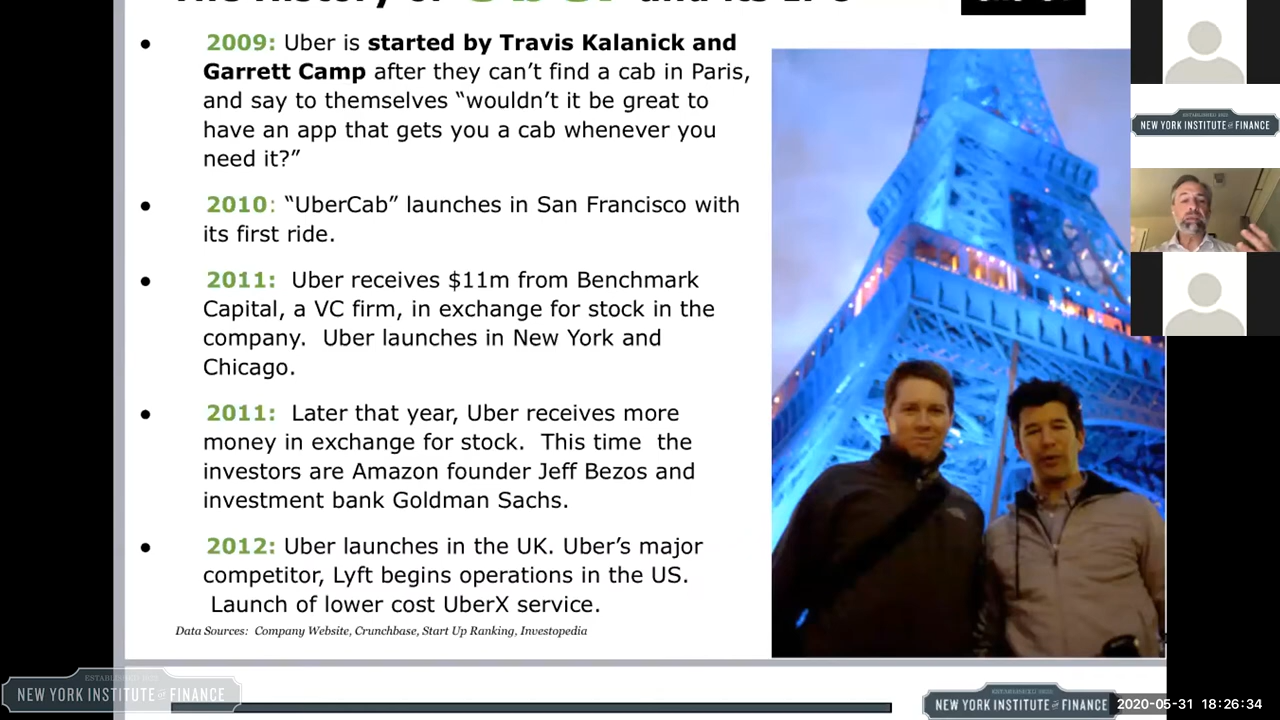 The History of Uber and its IPO
2009: Uber is started by Travis Kalanick and
Garrett Camp after they can’t find a cab in Paris,
and say to themselves “wouldn’t it be great to
have an app that gets you a cab whenever you
need it?”
2010: “UberCab” launches in San Francisco with
its first ride.
2011: Uber receives $11m from Benchmark
Capital, a VC firm, in exchange for stock in the
company. Uber launches in New York and
Chicago.
2011: Later that year, Uber receives more
money in exchange for stock. This time the
investors are Amazon founder Jeff Bezos and
investment bank Goldman Sachs.
2012: Uber launches in the UK. Uber’s major
competitor, Lyft begins operations in the US.
Launch of lower cost UberX service.
Data Sources: Company Website, Crunchbase, Start Up Ranking, Investopedia
NEW YORK INSTITUTE OF FINANCE
NEW YORK INSTITUTE OF FINANCE
NEW YORK INSTITUTE OF FINANCE
2020-05-31 18:26:34